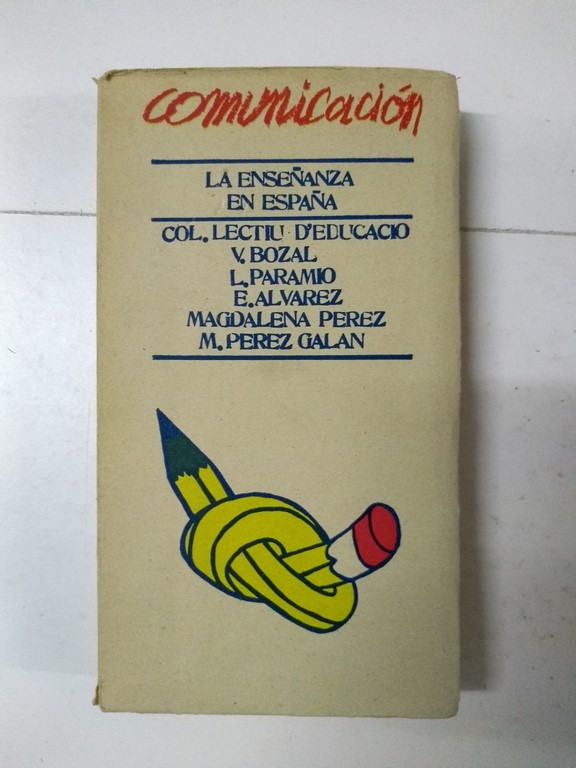 comunicación
LA ENSEÑANZA
EN ESPAÑA
COL. LECTIU D'EDUCACIO
V. BOZAL
L. PARAMIO
E. ALVAREZ
MAGDALENA PEREZ
M. PEREZ GALAN